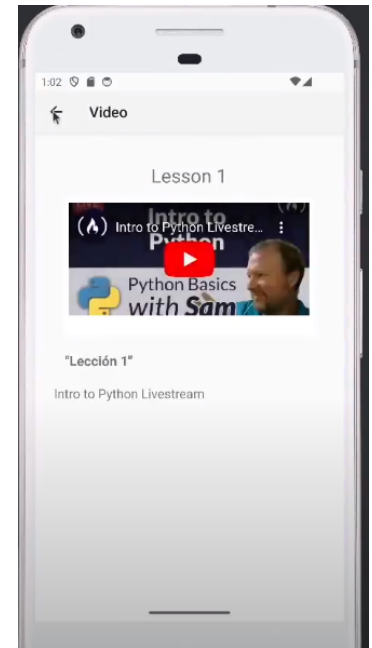 1:02
Video
Lesson 1
Intro to Python Livestre...
Intro to
Python
Python Basics
with Sam
"Lección 1"
Intro to Python Livestream